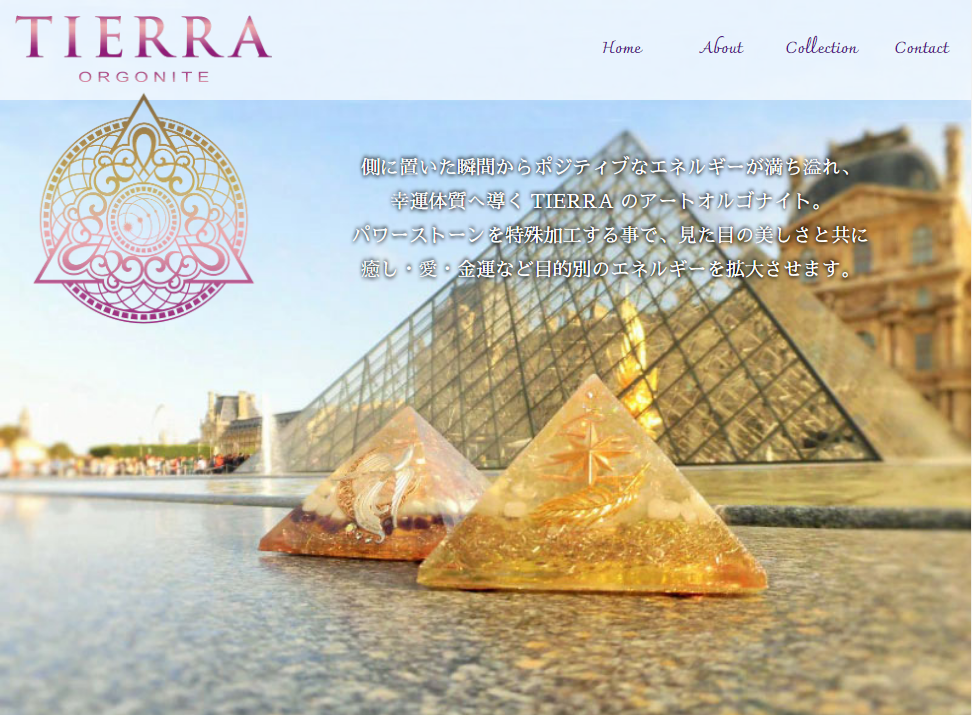 TIERRA
ORGONITE
Home About Collection Contact
側に置いた瞬間からポジティブなエネルギーが満ち溢れ、
幸運体質へ導く TIERRA のアートオルゴナイト。
パワーストーンを特殊加工する事で、見た目の美しさと共に
癒し・愛・金運など目的別のエネルギーを拡大させます。